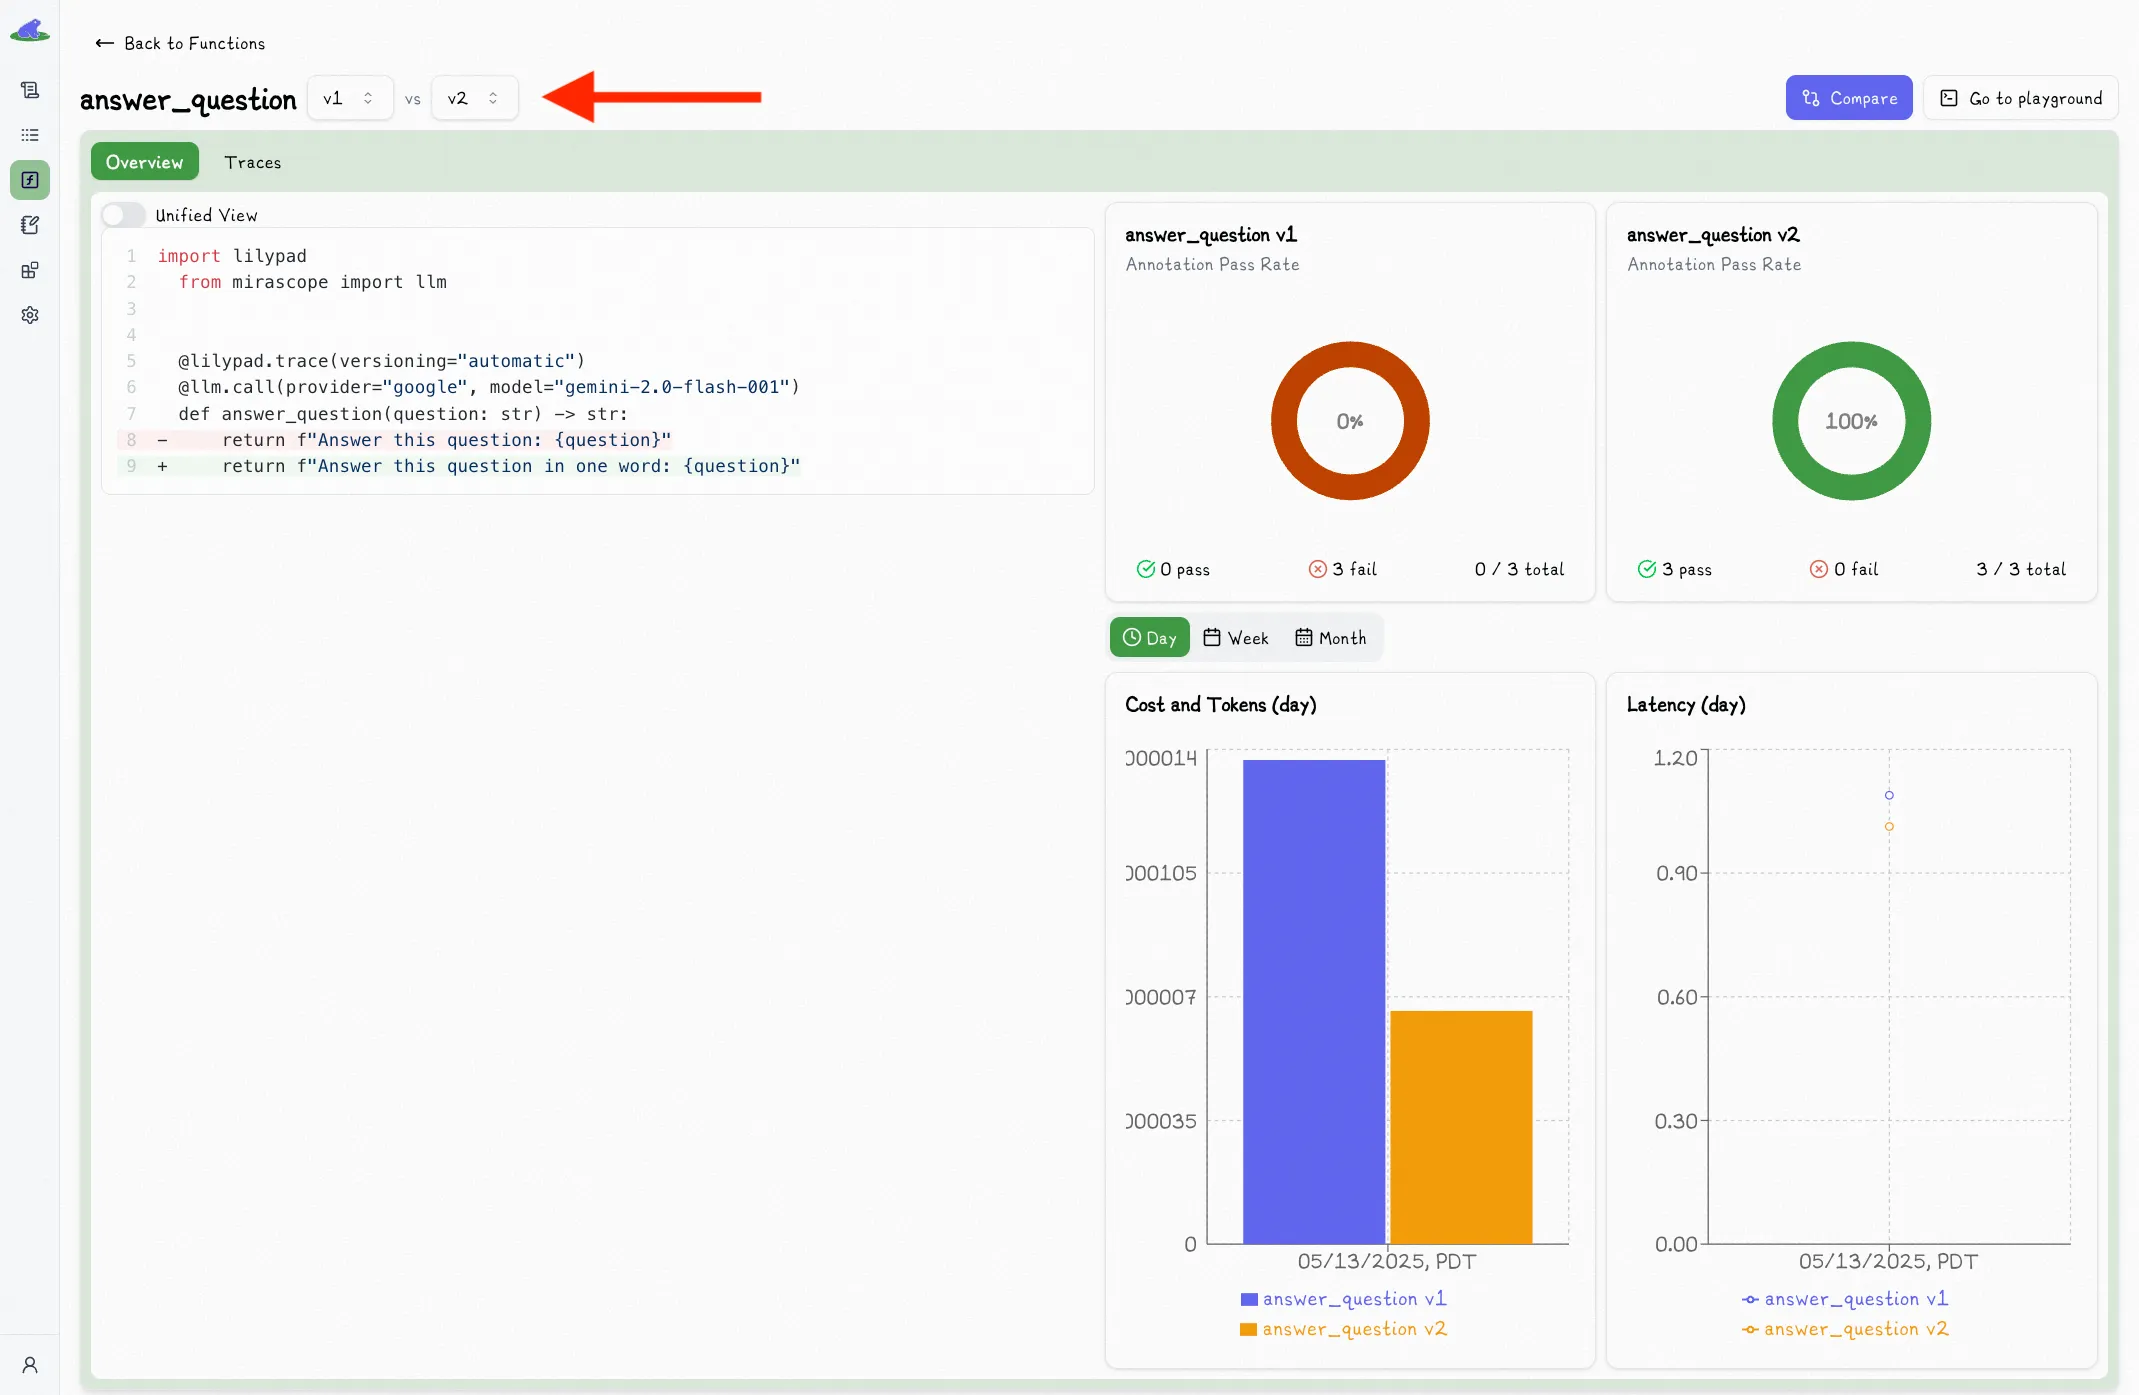 ← Back to Functions
answer_question v1 vs v2
Compare
Go to playground
Overview Traces
Unified View
1 import lilypad
2 from mirascope import llm
3
4
5 @lilypad.trace(versioning="automatic")
6 @llm.call(provider="google", model="gemini-2.0-flash-001")
7 def answer_question(question: str) -> str:
8 - return f"Answer this question: {question}"
9 + return f"Answer this question in one word: {question}"
answer_question v1
Annotation Pass Rate
0%
0 pass 3 fail 0 / 3 total
answer_question v2
Annotation Pass Rate
100%
3 pass 0 fail 3 / 3 total
Day Week Month
Cost and Tokens (day)
000014
000105
000007
000035
0
05/13/2025, PDT
answer_question v1
answer_question v2
Latency (day)
1.20
0.90
0.60
0.30
0.00
05/13/2025, PDT
answer_question v1
answer_question v2